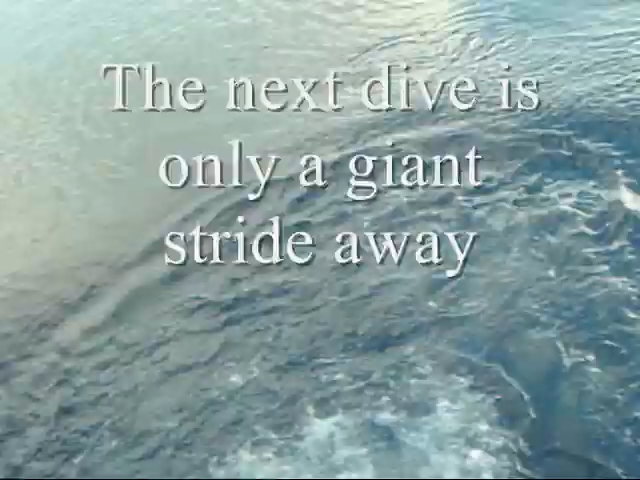 The next dive is
only a giant
stride away